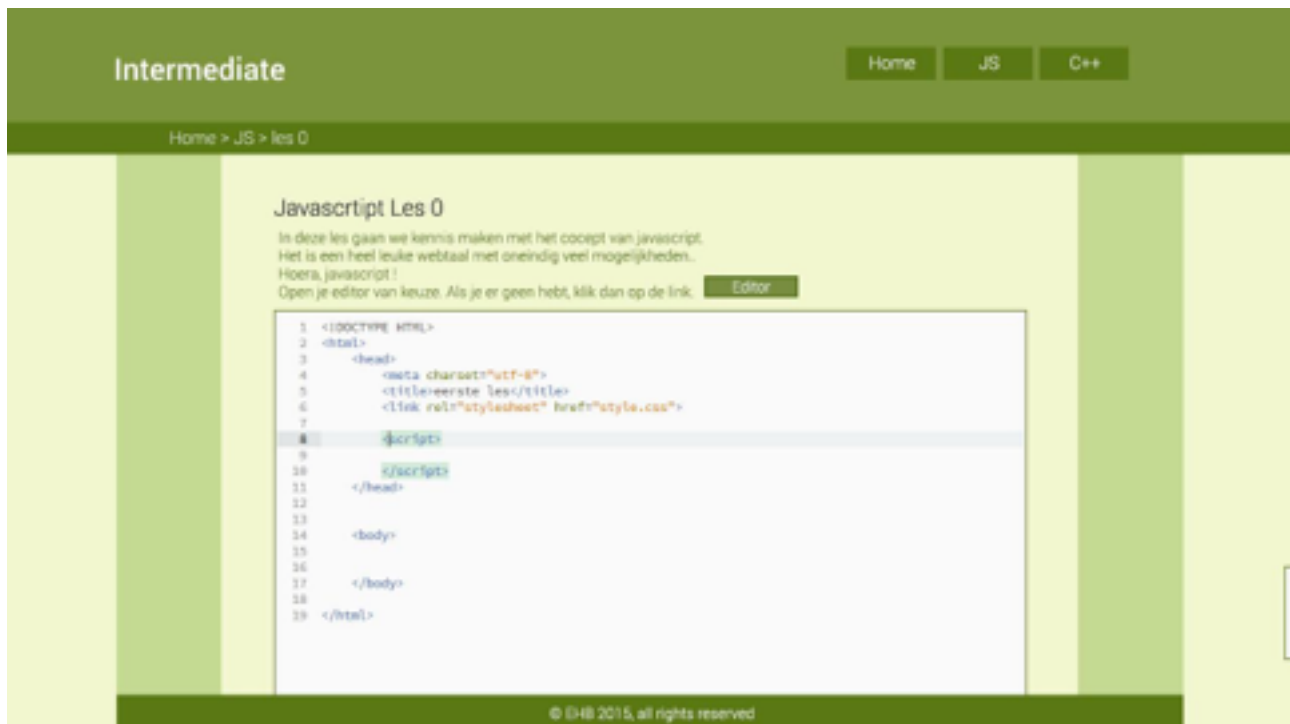 Intermediate
Home JS C++
Home > JS > les 0
Javascrtipt Les 0
In deze les gaan we kennis maken met het cocept van javascript.
Het is een heel leuke webtaal met oneindig veel mogelijkheden..
Hoera, javascript !
Open je editor van keuze. Als je er geen hebt, klik dan op de link. Editor
1 <!DOCTYPE HTML>
2 <html>
3 <head>
4 <meta charset="utf-8">
5 <title>eerste les</title>
6 <link rel="stylesheet" href="style.css">
7
8 <script>
9
10 </script>
11 </head>
12
13
14 <body>
15
16
17 </body>
18
19 </html>
© EHB 2015, all rights reserved